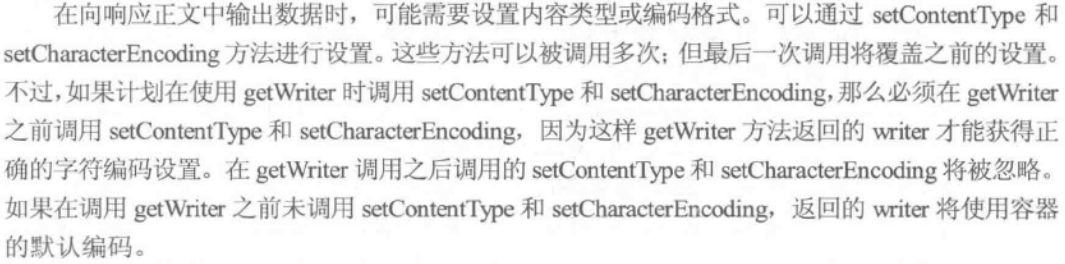 在向响应正文中输出数据时，可能需要设置内容类型或编码格式。可以通过 setContentType 和
setCharacterEncoding 方法进行设置。这些方法可以被调用多次；但最后一次调用将覆盖之前的设置。
不过，如果计划在使用 getWriter 时调用 setContentType 和 setCharacterEncoding，那么必须在 getWriter
之前调用 setContentType 和 setCharacterEncoding，因为这样 getWriter 方法返回的 writer 才能获得正
确的字符编码设置。在 getWriter 调用之后调用的 setContentType 和 setCharacterEncoding 将被忽略。
如果在调用 getWriter 之前未调用 setContentType 和 setCharacterEncoding，返回的 writer 将使用容器
的默认编码。